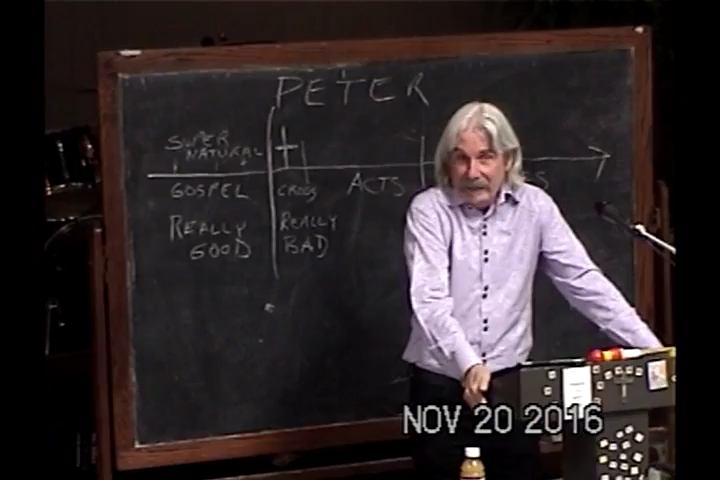 PETER
SUPER
NATURAL
GOSPEL CROSS ACTS
REALLY
GOOD
REALLY
BAD
NOV 20 2016